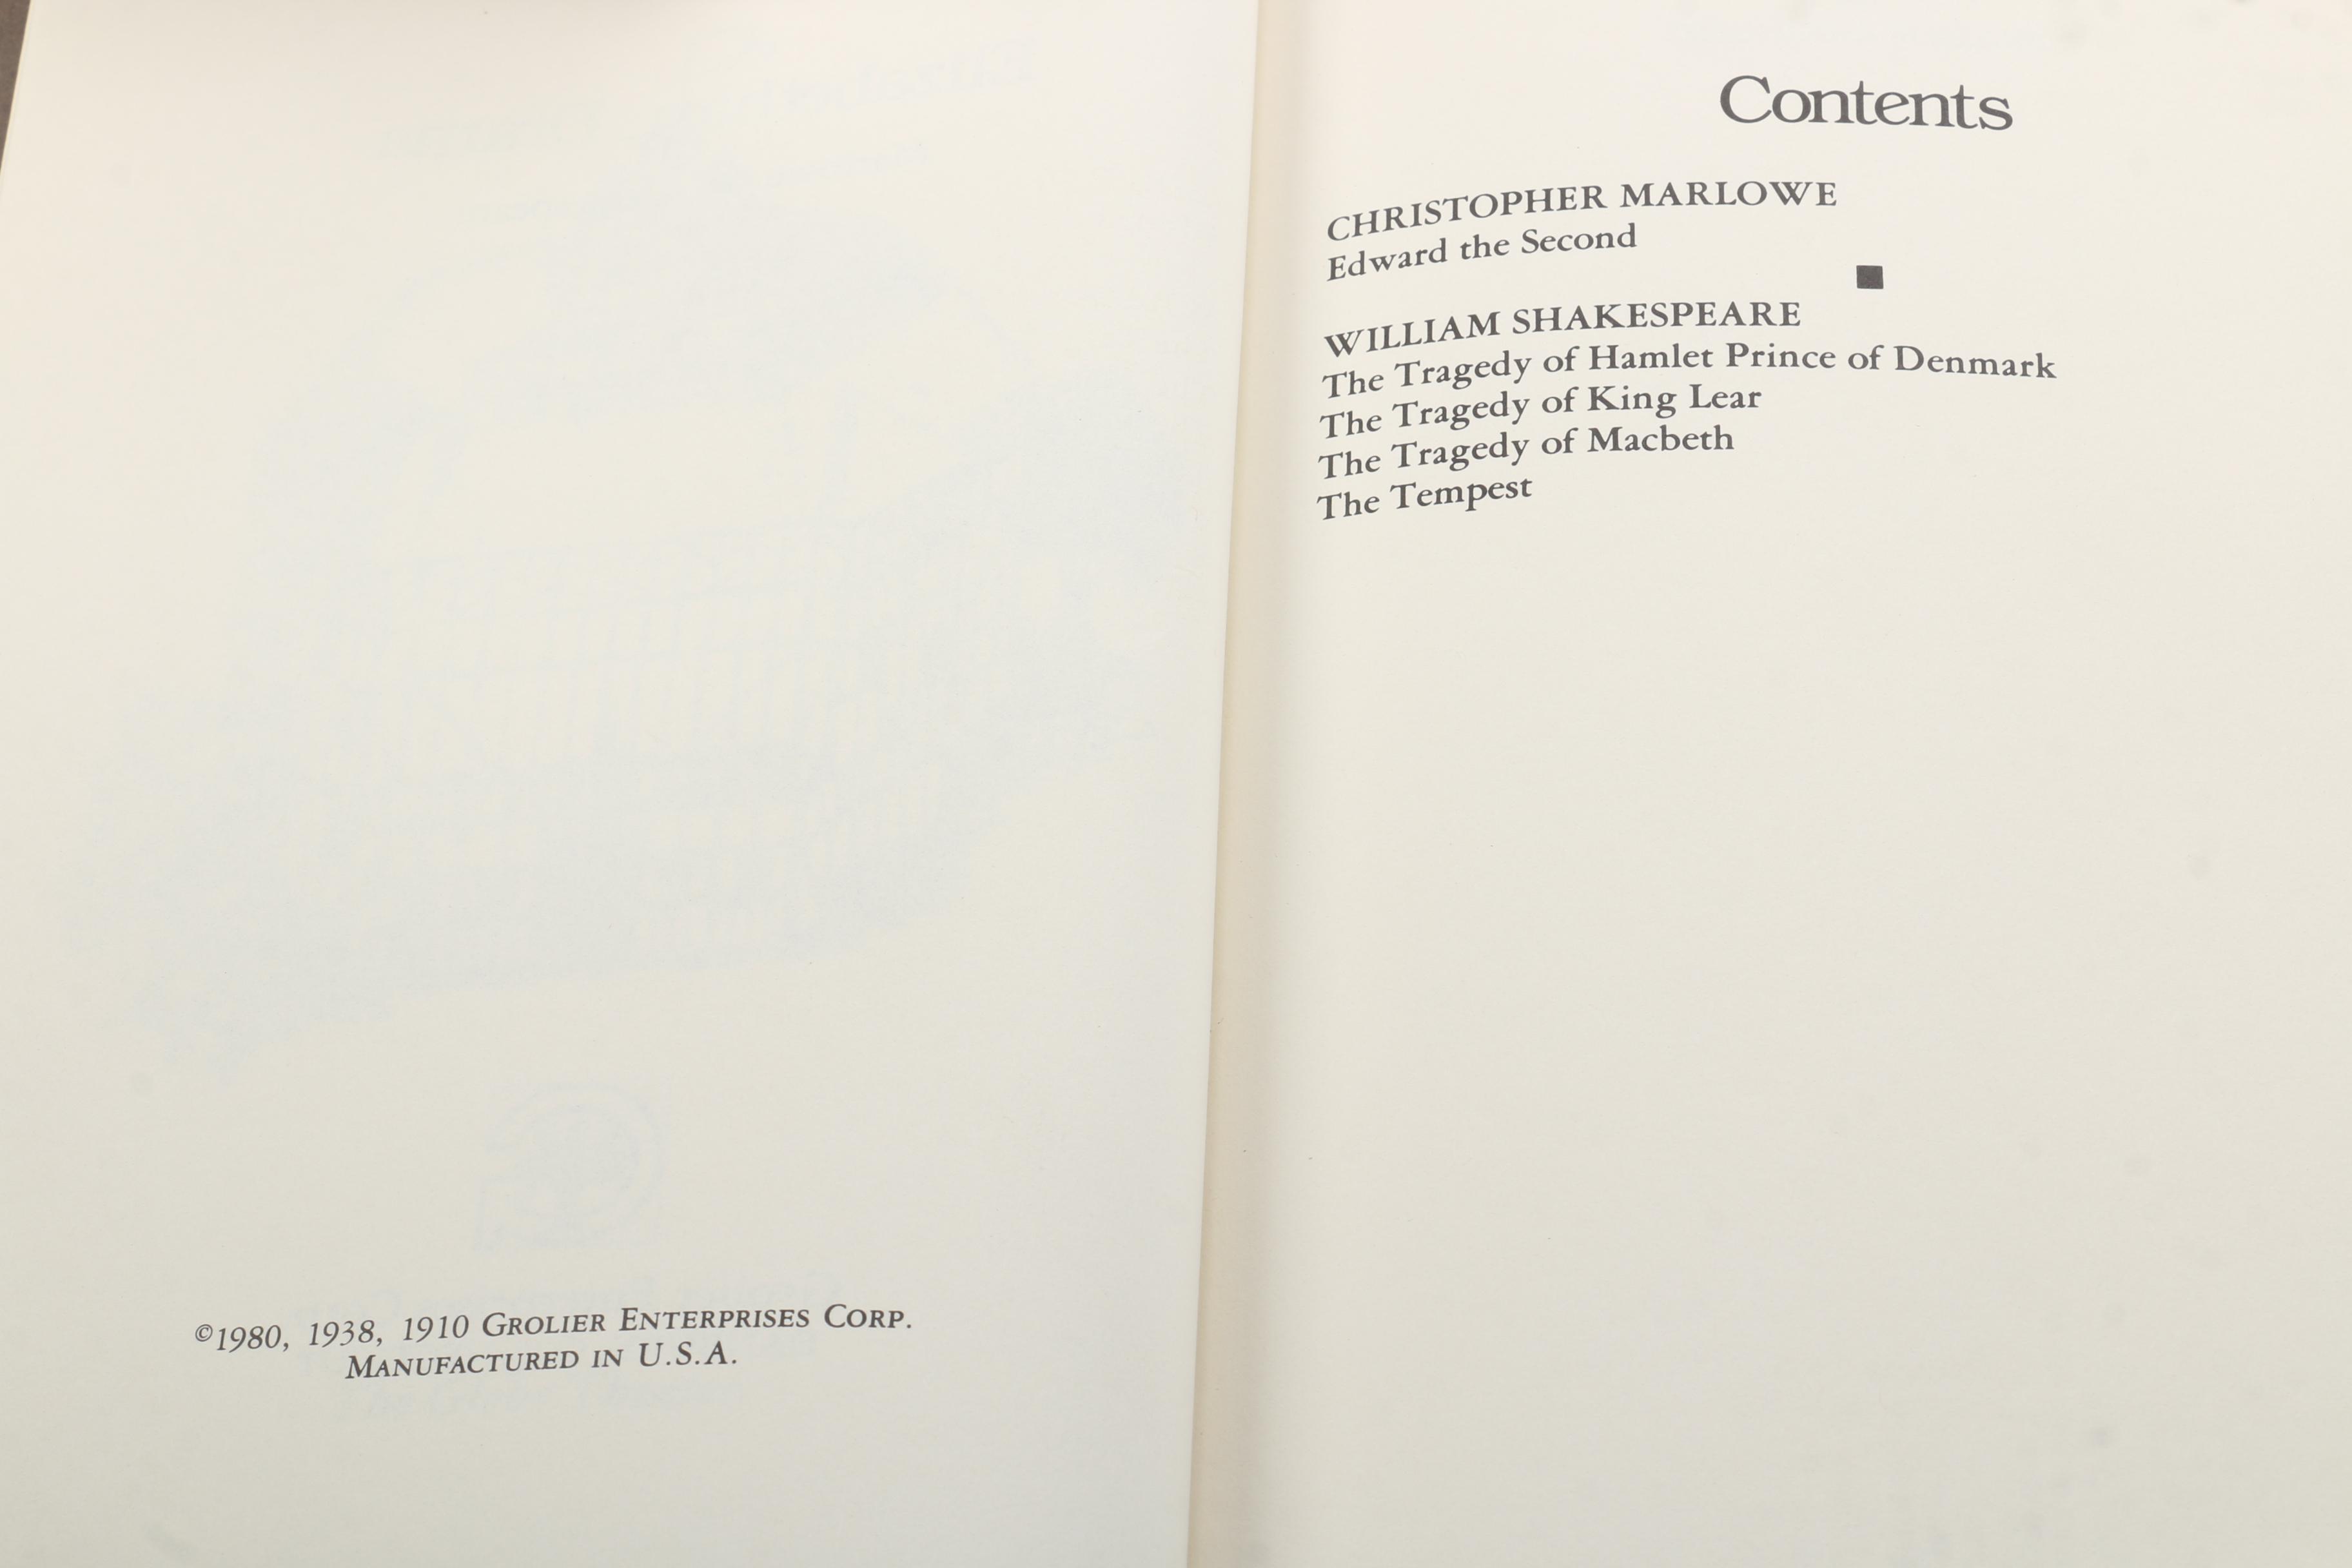 ©1980, 1938, 1910 GROLIER ENTERPRISES CORP.
MANUFACTURED IN U.S.A.
Contents
CHRISTOPHER MARLOWE
Edward the Second
WILLIAM SHAKESPEARE
The Tragedy of Hamlet Prince of Denmark
The Tragedy of King Lear
The Tragedy of Macbeth
The Tempest